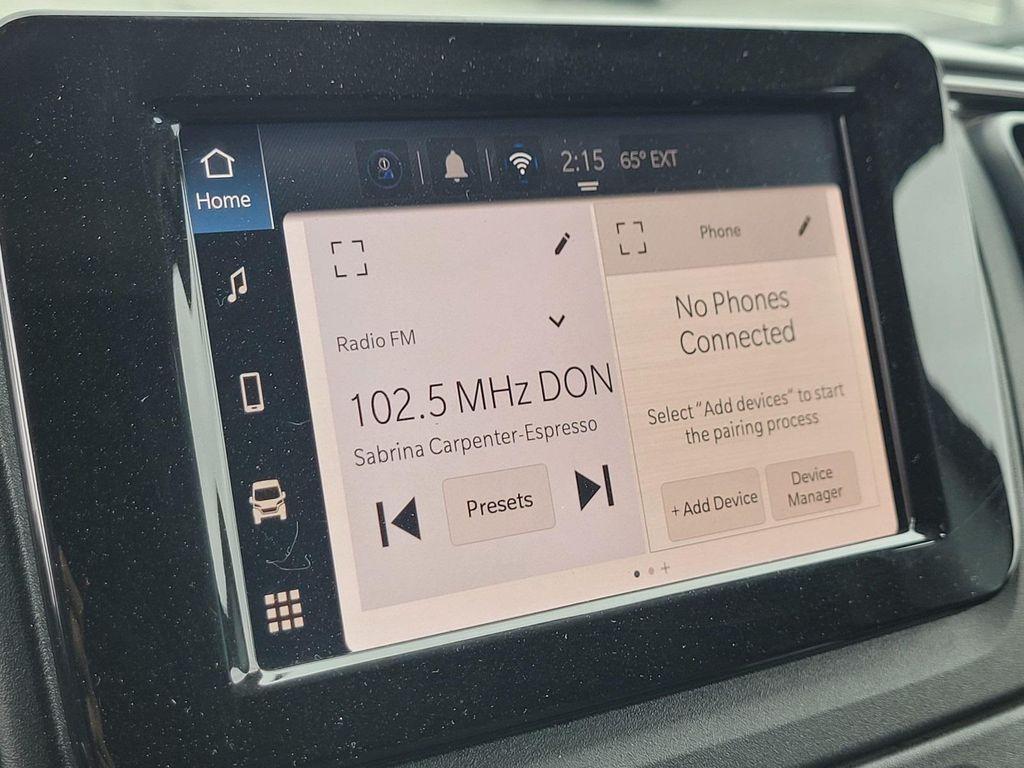 Home
2:15 65° EXT
Radio FM
102.5 MHz DON
Sabrina Carpenter-Espresso
Presets
Phone
No Phones
Connected
Select "Add devices" to start
the pairing process
+ Add Device
Device
Manager